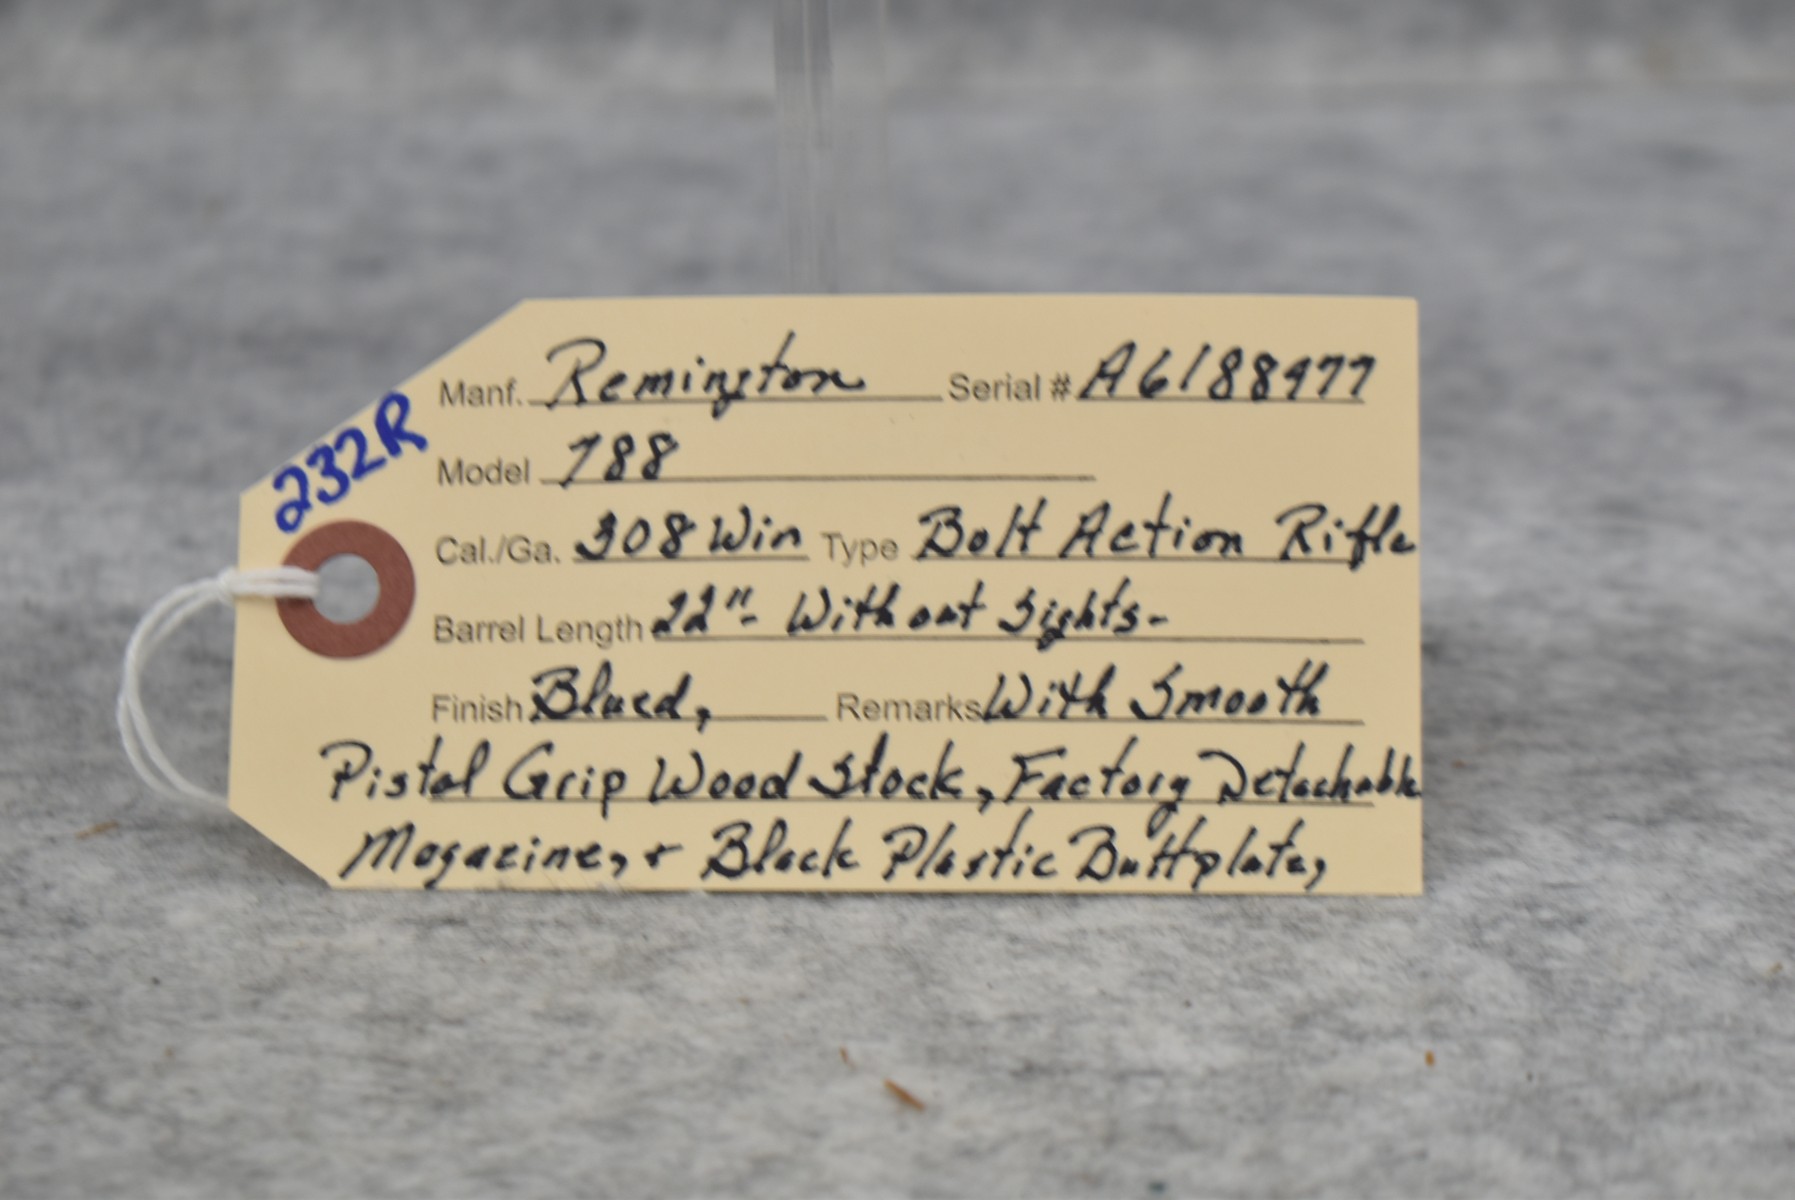 232R
Manf. Remington Serial # A6188977
Model 788
Cal./Ga. 308 Win Type Bolt Action Rifle
Barrel Length 22"- Without Sights-
Finish Blued, Remarks With Smooth
Pistol Grip Wood Stock, Factory Detachable
Magazine, + Black Plastic Buttplate,